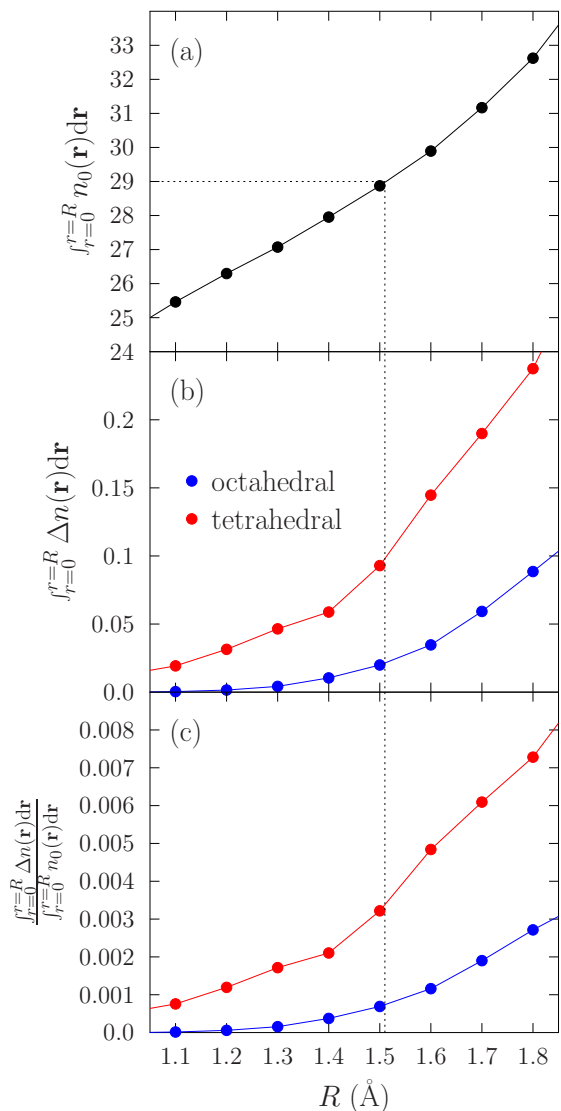 (a)
33
32
31
30
29
28
27
26
25
24
∫_{r=0}^{r=R} n_0(𝐫)d𝐫
(b)
0.2
0.15
0.1
0.05
0.0
∫_{r=0}^{r=R} Δn(𝐫)d𝐫
octahedral
tetrahedral
(c)
0.008
0.007
0.006
0.005
0.004
0.003
0.002
0.001
0.0
∫_{r=0}^{r=R} Δn(𝐫)d𝐫
∫_{r=0}^{r=R} n_0(𝐫)d𝐫
1.1 1.2 1.3 1.4 1.5 1.6 1.7 1.8
R (Å)